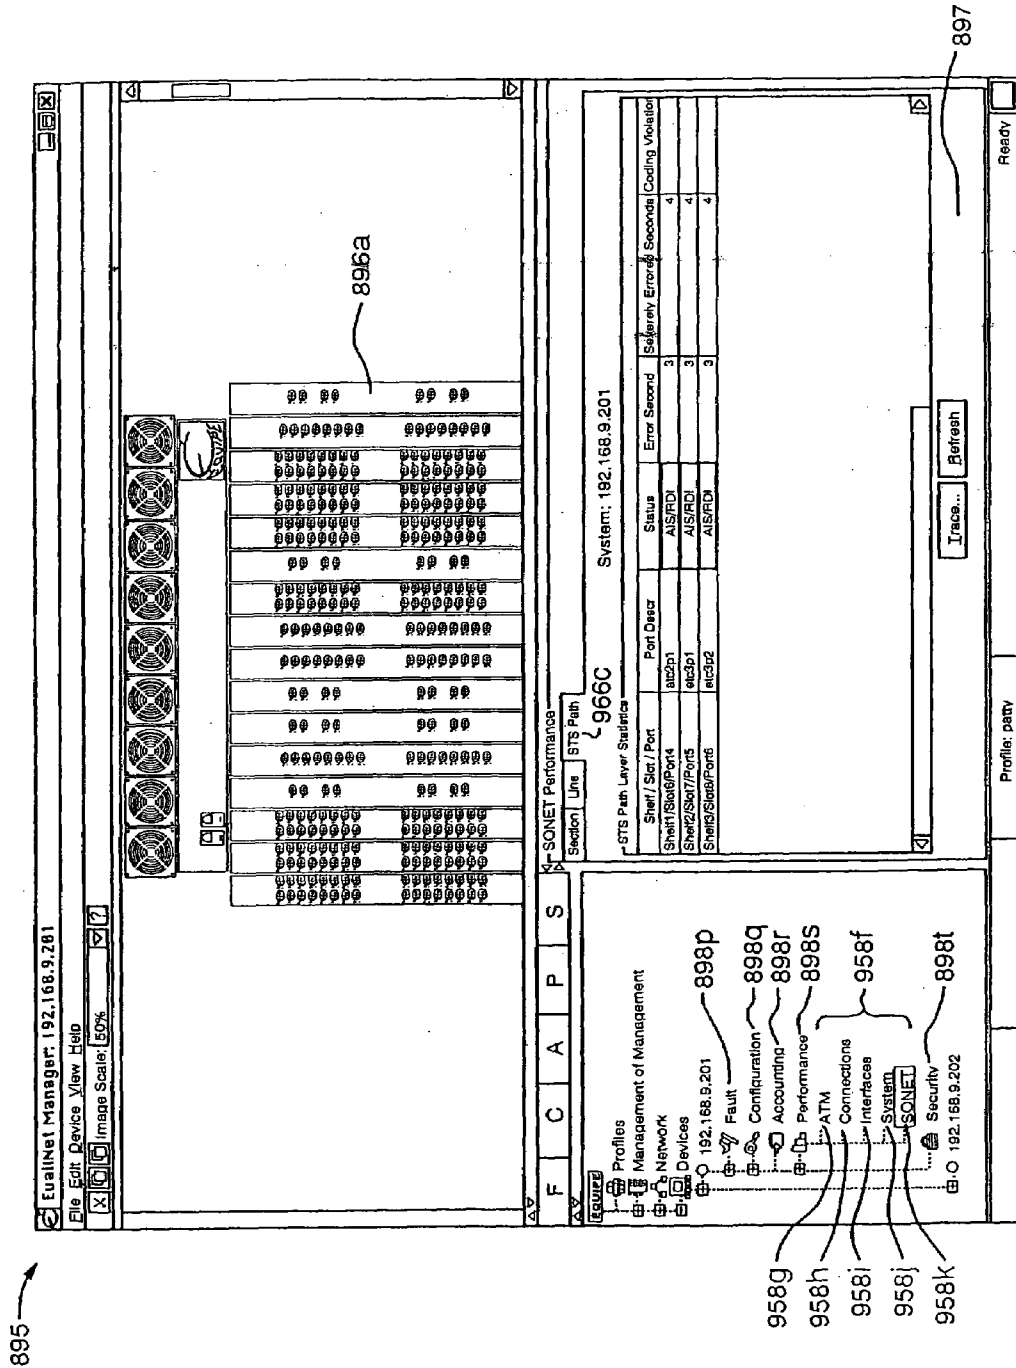 895
EualiNet Manager: 192.168.9.201
File Edit Device View Help
Image Scale: 50%
?
EQUIPE
896a
F C A P S
EQUIPE
Profiles
Management of Management
Network
Devices
192.168.9.201
898p
Fault
Configuration
898q
Accounting
898r
Performance
898s
958g
ATM
958h
Connections
958f
958i
Interfaces
958j
System
958k
SONET
Security
898t
192.168.9.202
SONET Performance
Section Line STS Path
966C
System: 192.168.9.201
STS Path Layer Statistics
Shelf / Slot / Port Port Descr Status Error Second Severely Errored Seconds Coding Violation
Shelf1/Slot6/Port4 etc2p1 AIS/RDI 3 4
Shelf2/Slot7/Port5 etc3p1 AIS/RDI 3 4
Shelf3/Slot8/Port6 etc3p2 AIS/RDI 3 4
Trace... Refresh
897
Profile: patty
Ready